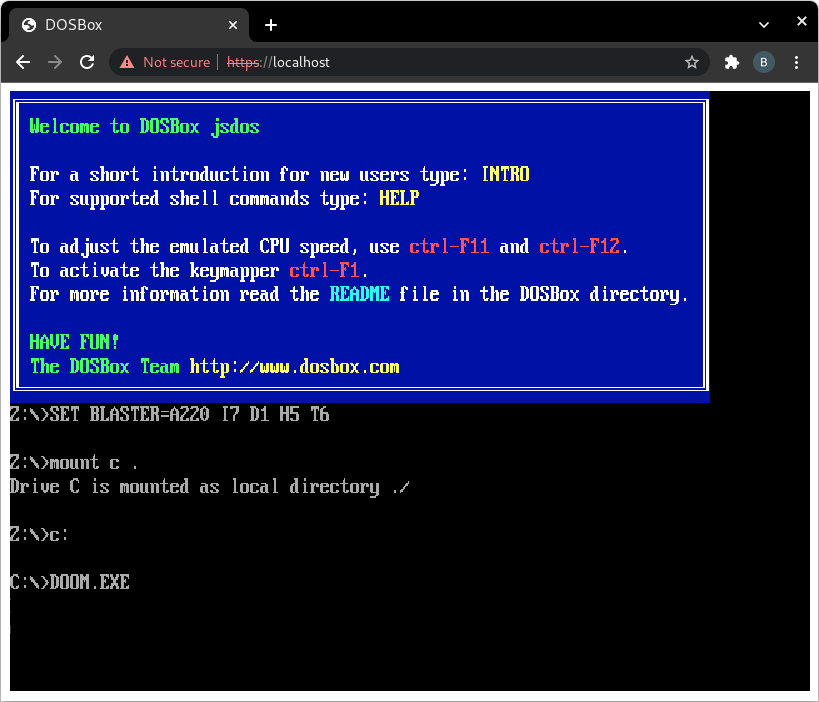 DOSBox
Not secure https://localhost
B
Welcome to DOSBox jsdos
For a short introduction for new users type: INTRO
For supported shell commands type: HELP
To adjust the emulated CPU speed, use ctrl-F11 and ctrl-F12.
To activate the keymapper ctrl-F1.
For more information read the README file in the DOSBox directory.
HAVE FUN!
The DOSBox Team http://www.dosbox.com
Z:\>SET BLASTER=A220 I7 D1 H5 T6
Z:\>mount c .
Drive C is mounted as local directory ./
Z:\>c:
C:\>DOOM.EXE